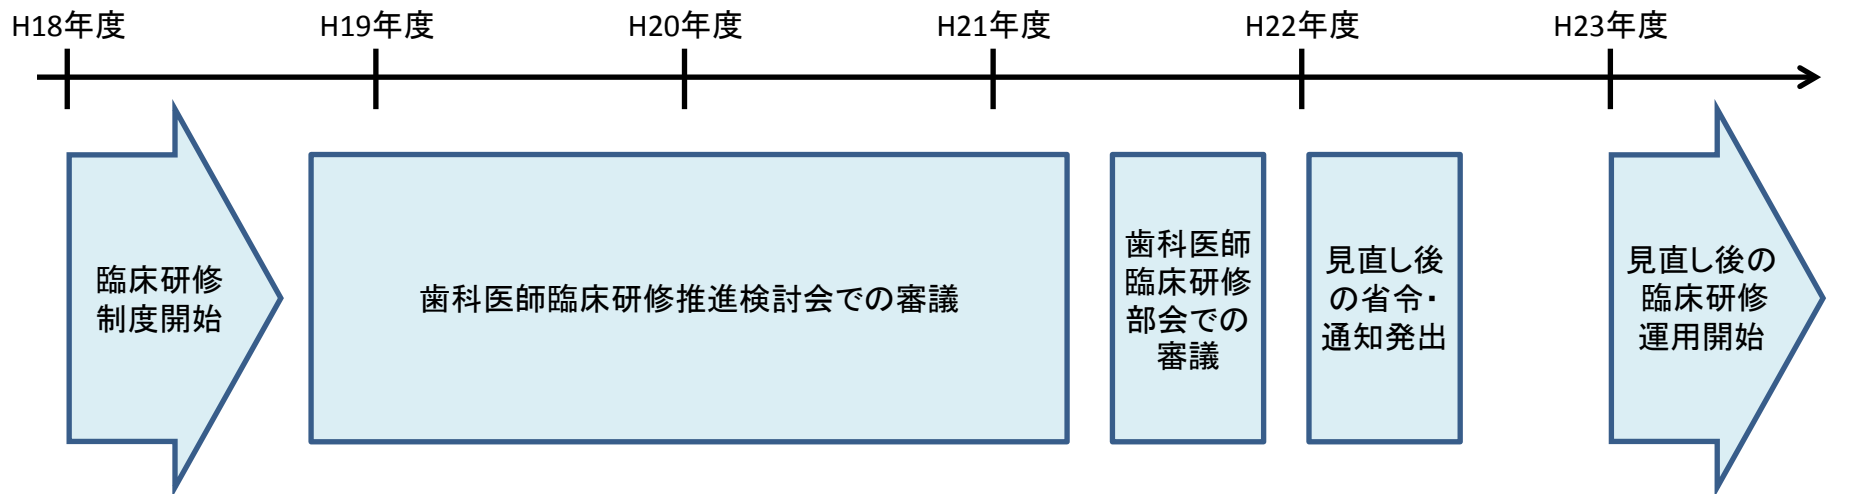 H18年度
H19年度
H20年度
H21年度
H22年度
H23年度
臨床研修
制度開始
歯科医師臨床研修推進検討会での審議
歯科医師
臨床研修
部会での
審議
見直し後
の省令・
通知発出
見直し後の
臨床研修
運用開始